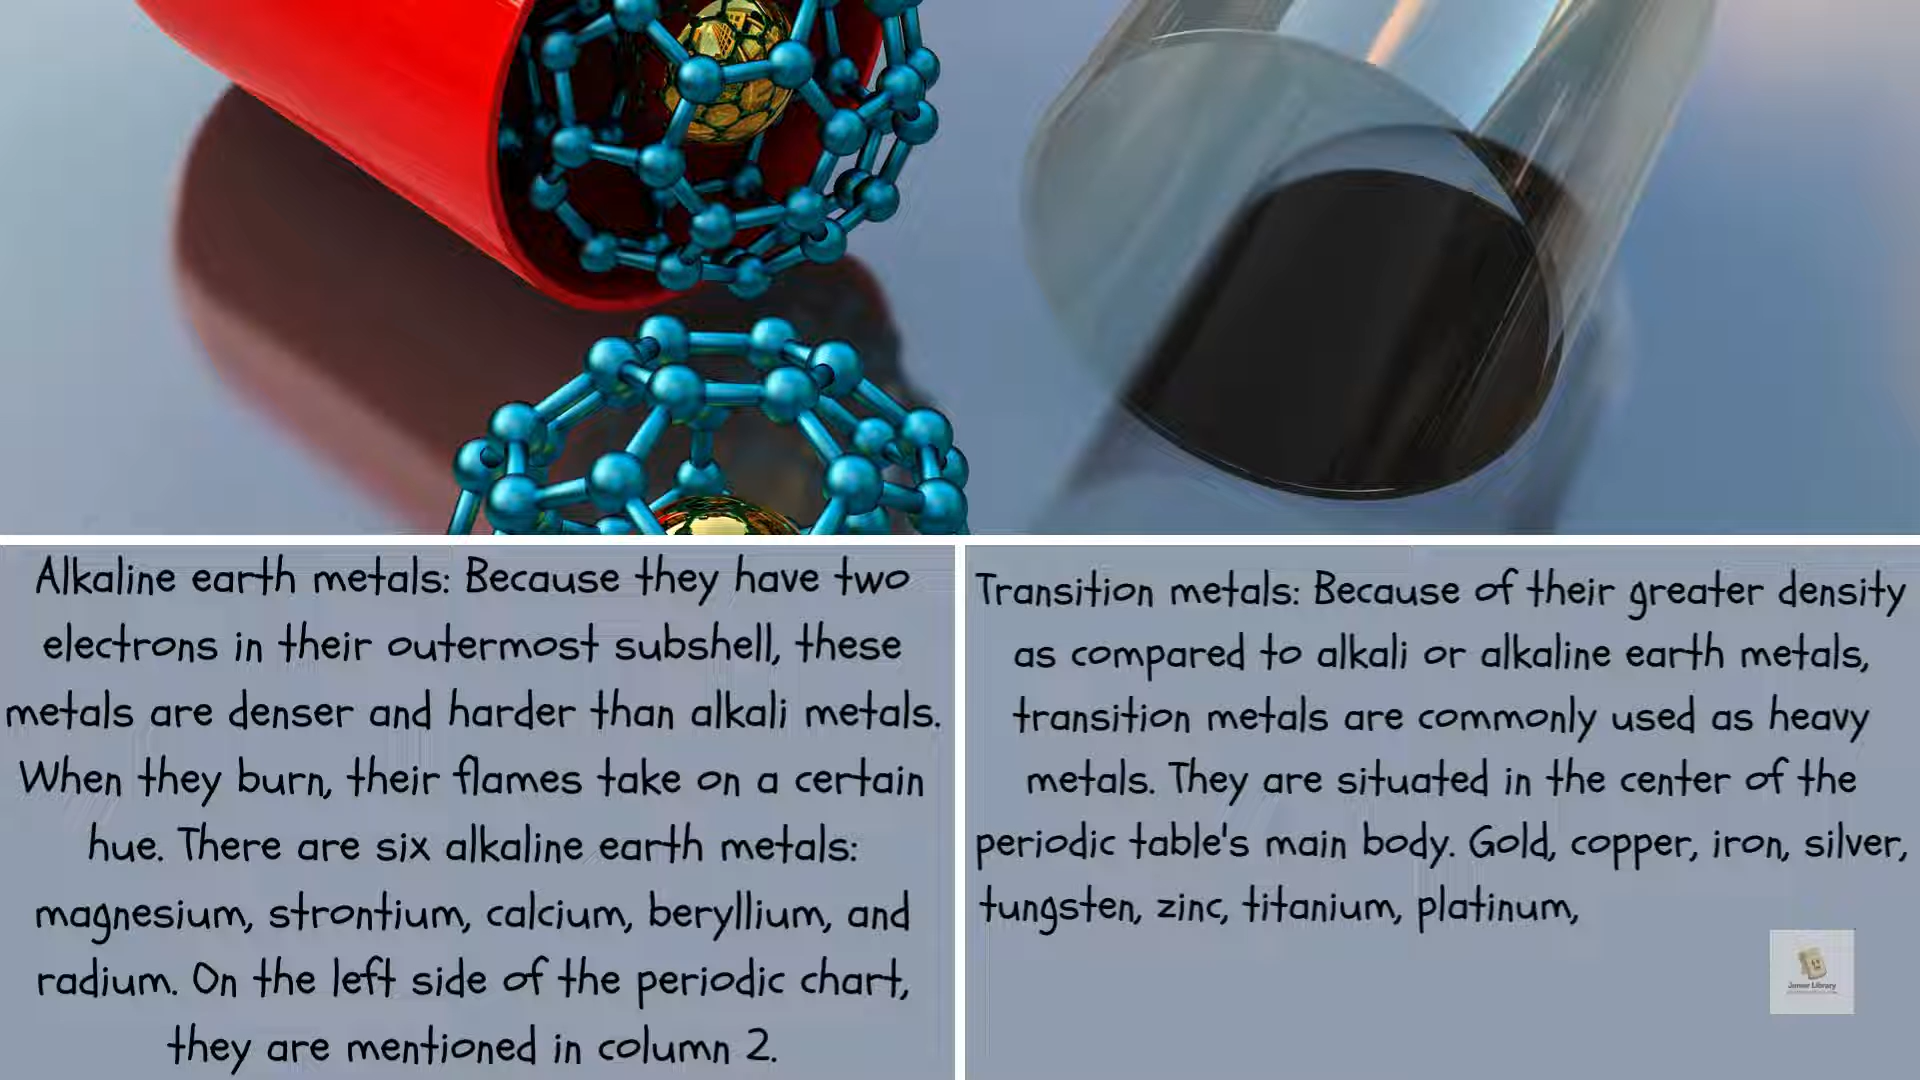 Alkaline earth metals: Because they have two
electrons in their outermost subshell, these
metals are denser and harder than alkali metals.
When they burn, their flames take on a certain
hue. There are six alkaline earth metals:
magnesium, strontium, calcium, beryllium, and
radium. On the left side of the periodic chart,
they are mentioned in column 2.
Transition metals: Because of their greater density
as compared to alkali or alkaline earth metals,
transition metals are commonly used as heavy
metals. They are situated in the center of the
periodic table's main body. Gold, copper, iron, silver,
tungsten, zinc, titanium, platinum,
Junior Library